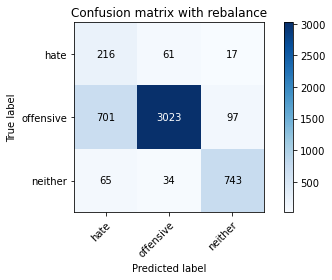 Confusion matrix with rebalance
hate 216 61 17
offensive 701 3023 97
neither 65 34 743
True label
hate offensive neither
Predicted label
3000
2500
2000
1500
1000
500